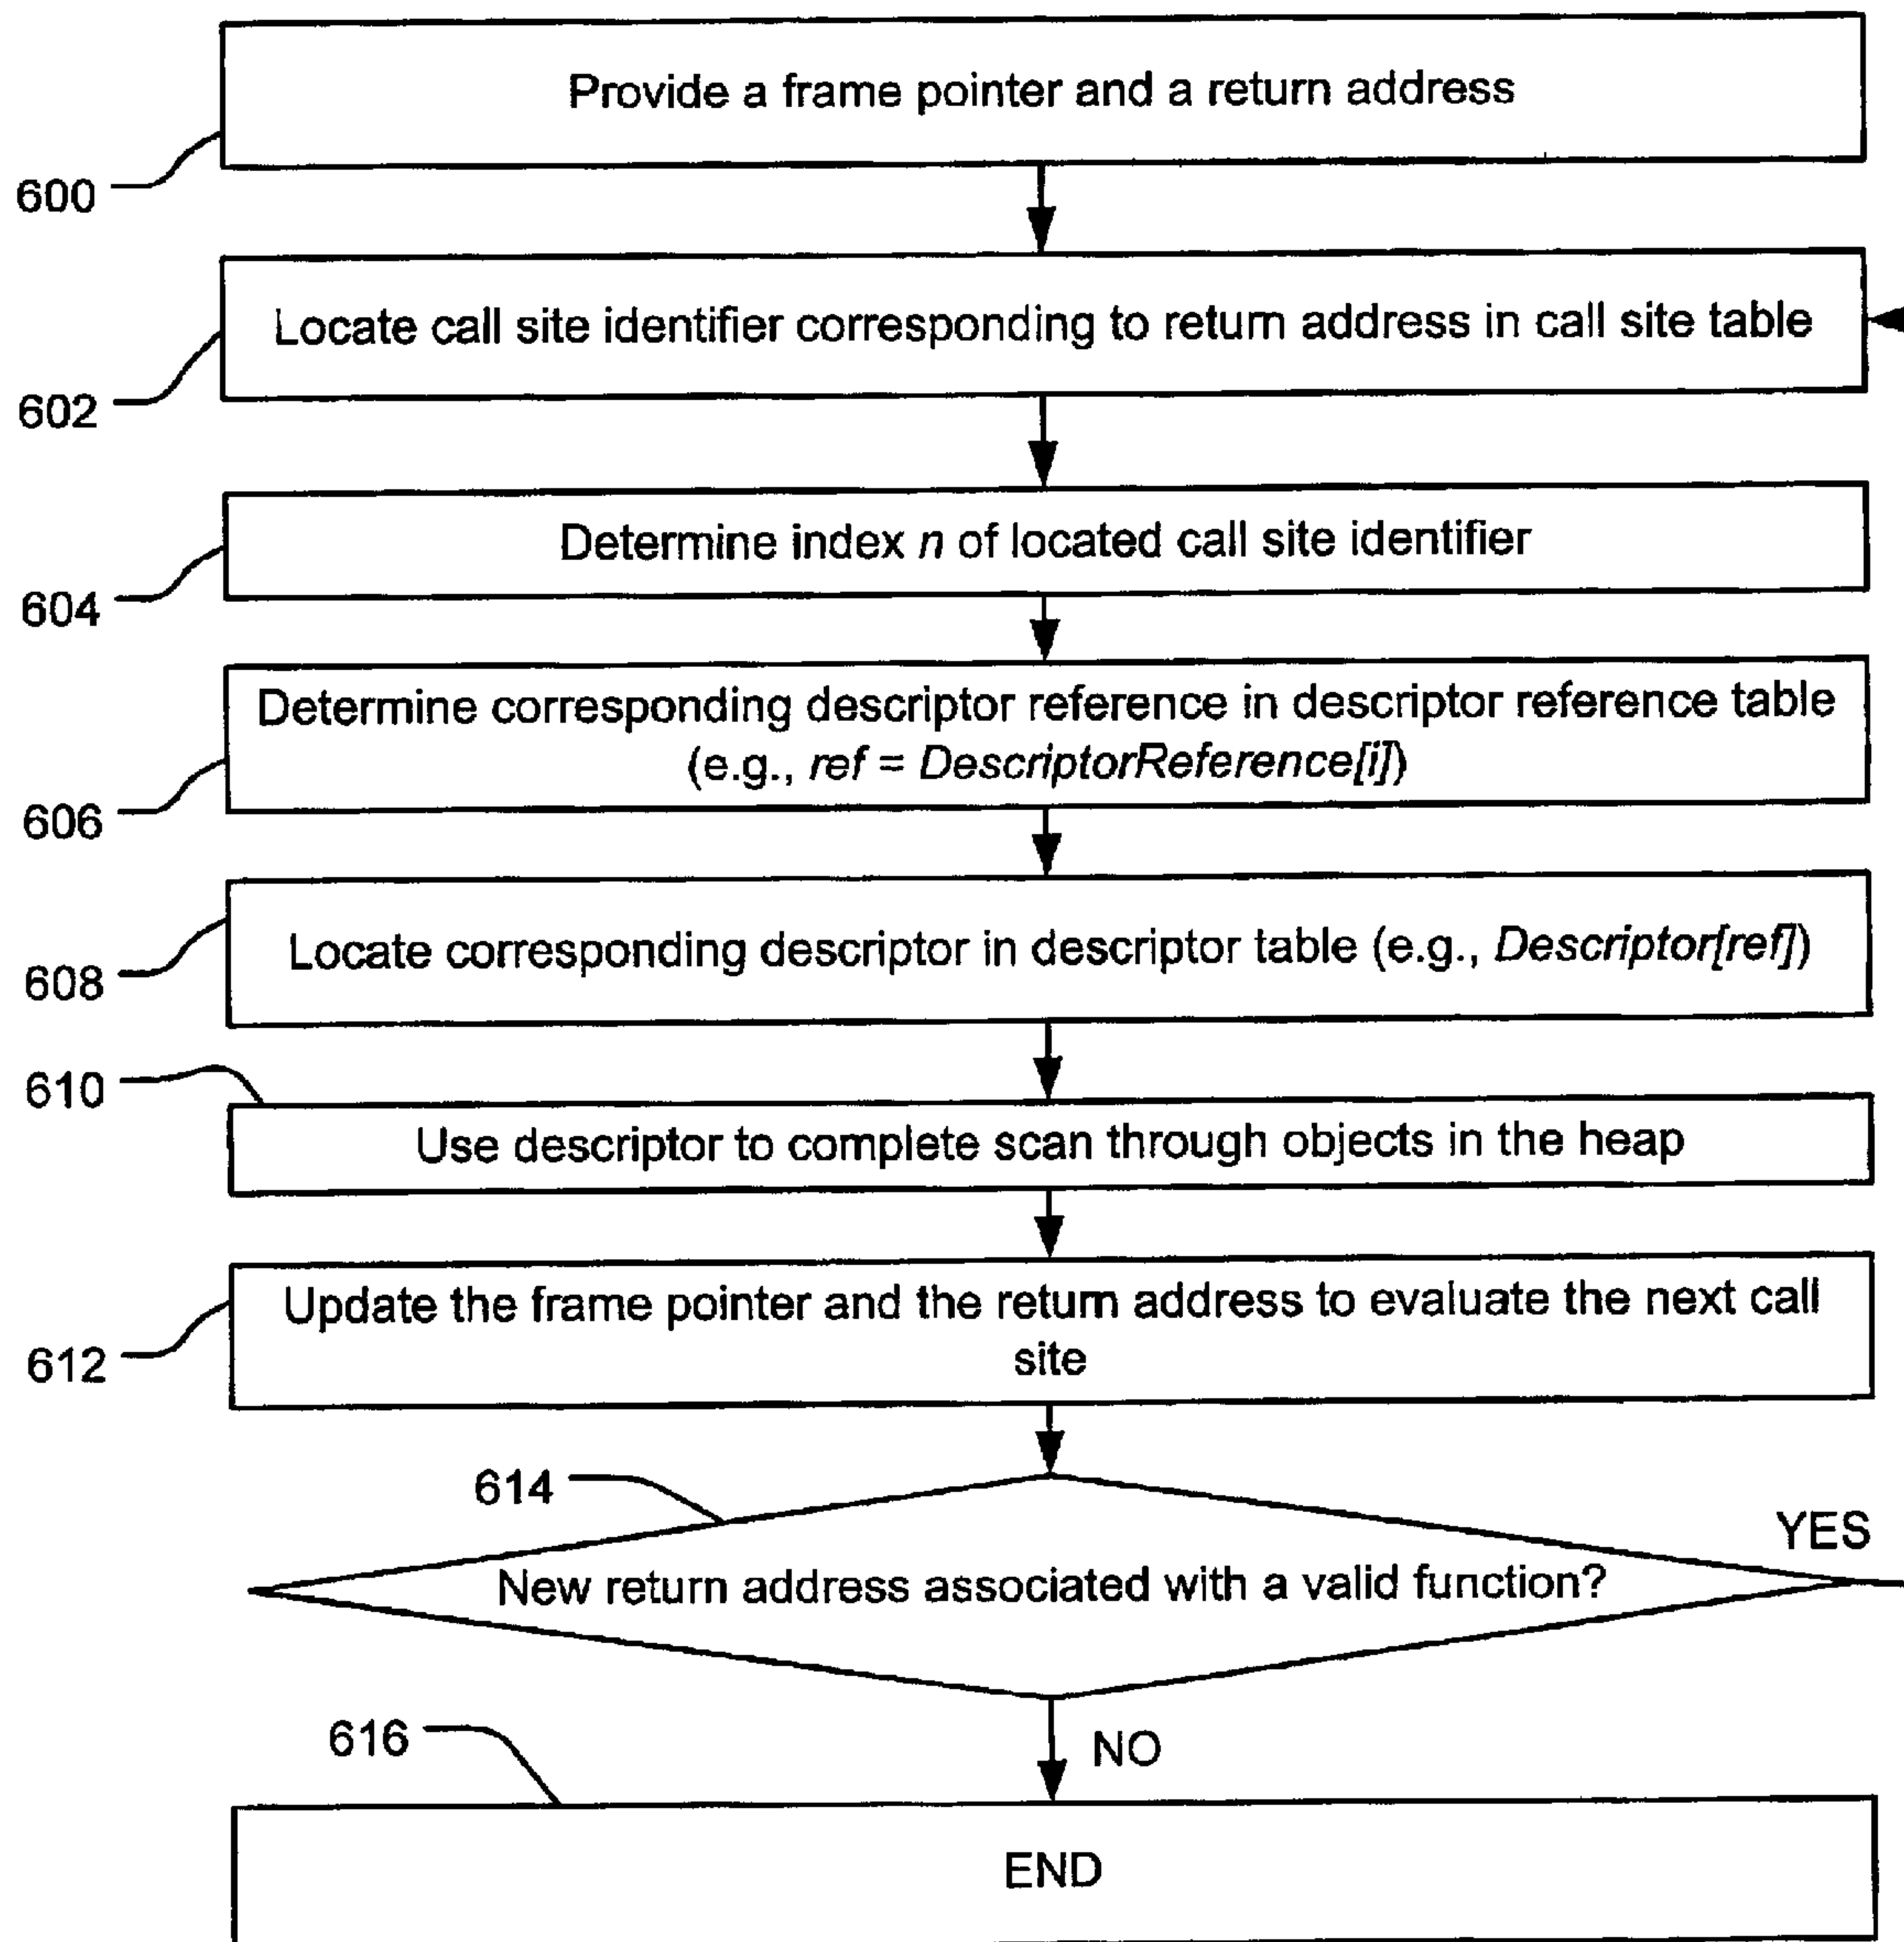 Provide a frame pointer and a return address
600
Locate call site identifier corresponding to return address in call site table
602
Determine index n of located call site identifier
604
Determine corresponding descriptor reference in descriptor reference table
(e.g., ref = DescriptorReference[i])
606
Locate corresponding descriptor in descriptor table (e.g., Descriptor[ref])
608
610
Use descriptor to complete scan through objects in the heap
Update the frame pointer and the return address to evaluate the next call
site
612
614
YES
New return address associated with a valid function?
616
NO
END